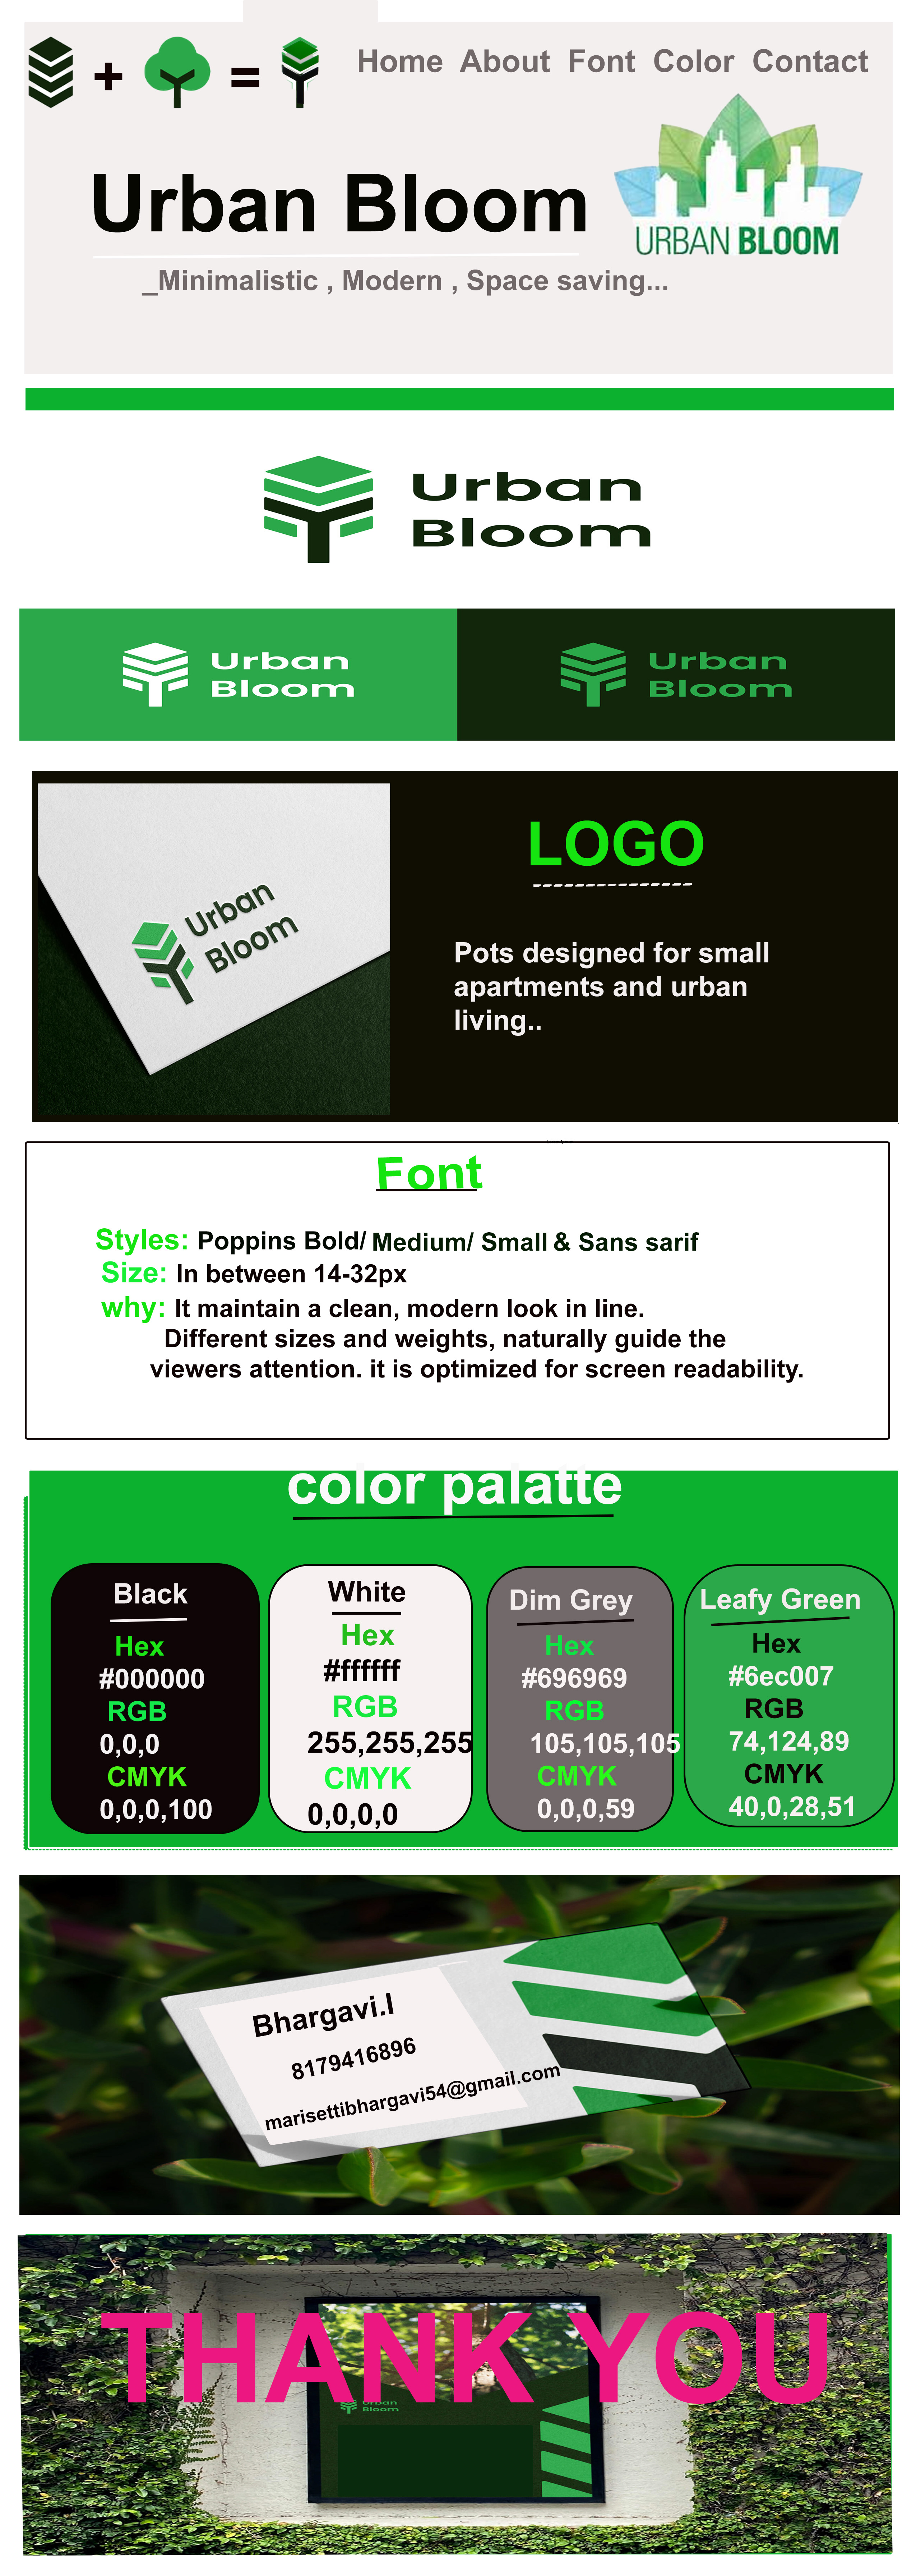 + =
Home About Font Color Contact
Urban Bloom
URBAN BLOOM
_Minimalistic , Modern , Space saving...
Urban
Bloom
Urban
Bloom
Urban
Bloom
Urban
Bloom
LOGO
Pots designed for small
apartments and urban
living..
Font
Styles: Poppins Bold/ Medium/ Small & Sans sarif
Size: In between 14-32px
why: It maintain a clean, modern look in line.
Different sizes and weights, naturally guide the
viewers attention. it is optimized for screen readability.
color palatte
Black
Hex
#000000
RGB
0,0,0
CMYK
0,0,0,100
White
Hex
#ffffff
RGB
255,255,255
CMYK
0,0,0,0
Dim Grey
Hex
#696969
RGB
105,105,105
CMYK
0,0,0,59
Leafy Green
Hex
#6ec007
RGB
74,124,89
CMYK
40,0,28,51
Bhargavi.l
8179416896
marisettibhargavi54@gmail.com
THANK YOU
Urban
Bloom